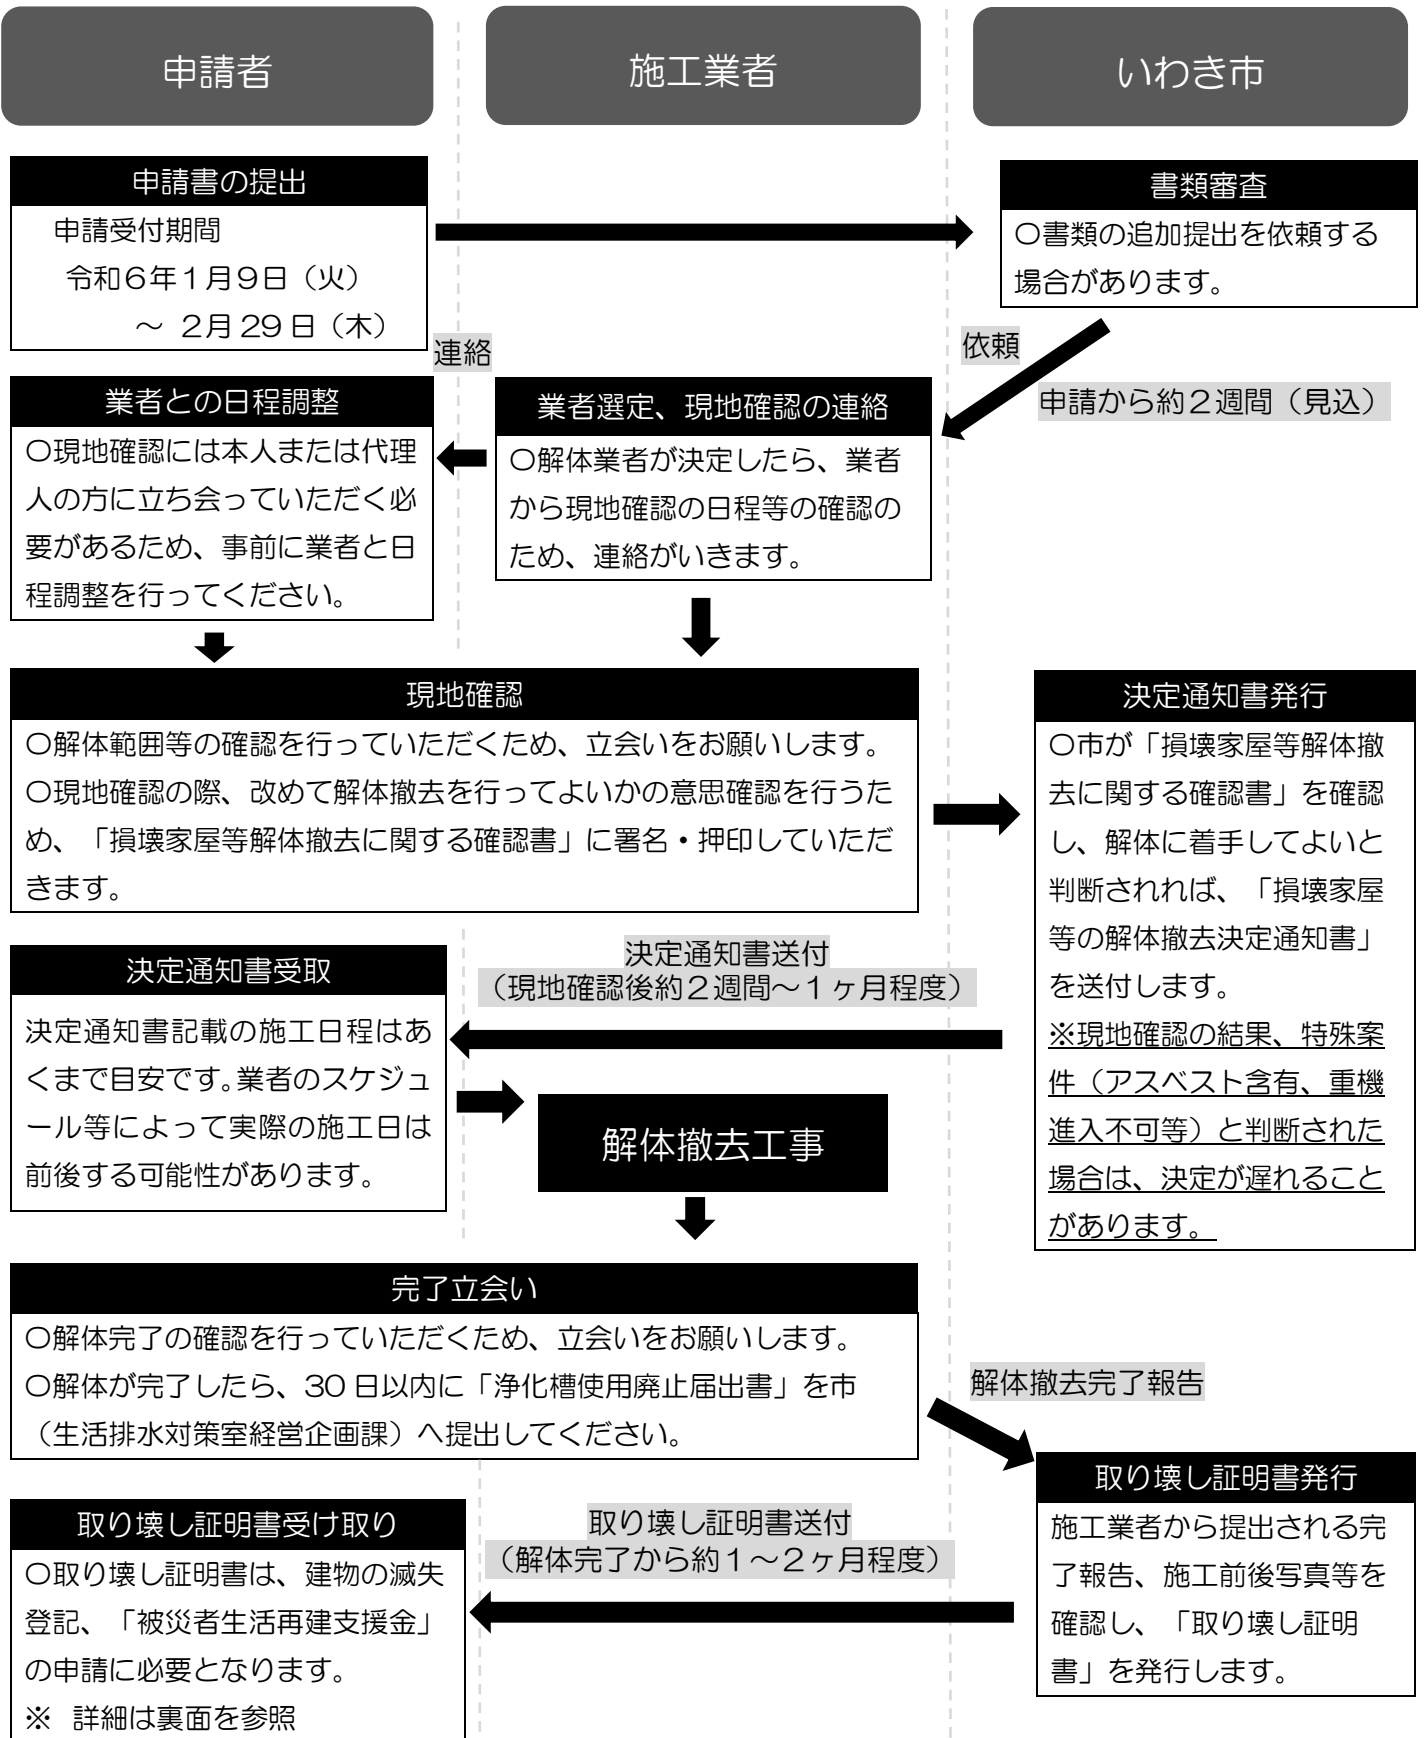 申請者
施工業者
いわき市
申請書の提出
申請受付期間
令和6年1月9日（火）
～ 2月29日（木）
書類審査
〇書類の追加提出を依頼する
場合があります。
依頼
申請から約2週間（見込）
連絡
業者選定、現地確認の連絡
〇解体業者が決定したら、業者
から現地確認の日程等の確認の
ため、連絡がいきます。
業者との日程調整
〇現地確認には本人または代理
人の方に立ち会っていただく必
要があるため、事前に業者と日
程調整を行ってください。
現地確認
〇解体範囲等の確認を行っていただくため、立会いをお願いします。
〇現地確認の際、改めて解体撤去を行ってよいかの意思確認を行うた
め、「損壊家屋等解体撤去に関する確認書」に署名・押印していただ
きます。
決定通知書発行
〇市が「損壊家屋等解体撤
去に関する確認書」を確認
し、解体に着手してよいと
判断されれば、「損壊家屋
等の解体撤去決定通知書」
を送付します。
※現地確認の結果、特殊案
件（アスベスト含有、重機
進入不可等）と判断された
場合は、決定が遅れること
があります。
決定通知書送付
（現地確認後約2週間～1ヶ月程度）
決定通知書受取
決定通知書記載の施工日程はあ
くまで目安です。業者のスケジュ
ール等によって実際の施工日は
前後する可能性があります。
解体撤去工事
完了立会い
〇解体完了の確認を行っていただくため、立会いをお願いします。
〇解体が完了したら、30日以内に「浄化槽使用廃止届出書」を市
（生活排水対策室経営企画課）へ提出してください。
解体撤去完了報告
取り壊し証明書発行
施工業者から提出される完
了報告、施工前後写真等を
確認し、「取り壊し証明
書」を発行します。
取り壊し証明書送付
（解体完了から約1～2ヶ月程度）
取り壊し証明書受け取り
〇取り壊し証明書は、建物の滅失
登記、「被災者生活再建支援金」
の申請に必要となります。
※ 詳細は裏面を参照